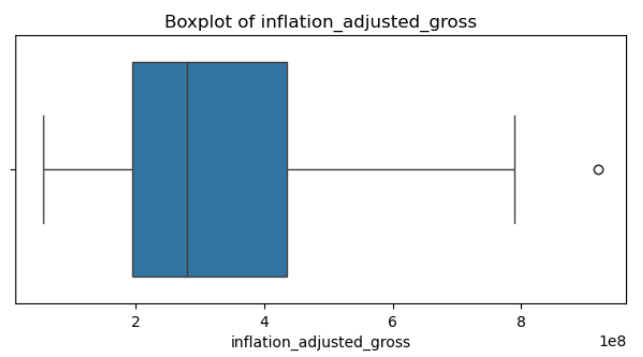 Boxplot of inflation_adjusted_gross
2 4 6 8
inflation_adjusted_gross 1e8